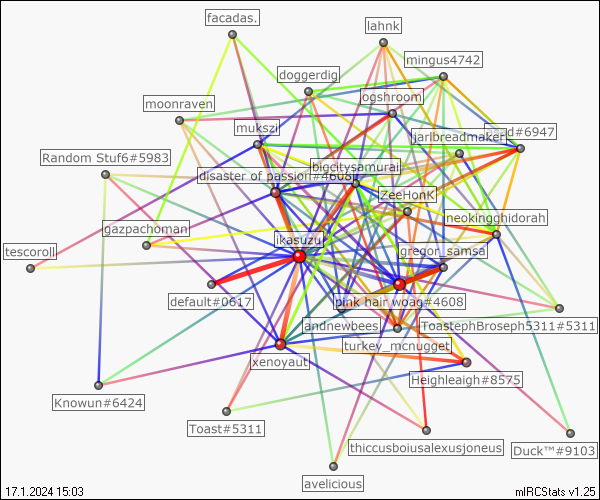 facadas.
lahnk
mingus4742
doggerdig
ogshroom
moonraven
mukszi
jarlbreadmaker
#6947
Random Stuf6#5983
bigcitysamurai
disaster of passion#4608
ZeeHonK
neokingghidorah
gazpachoman
ikasuzu
gregor_samsa
tescoroll
default#0617
pink hair woag#4608
andnewbees
ToastephBroseph5311#5311
turkey_mcnugget
xenoyaut
Heighleagh#8575
Knowun#6424
Toast#5311
thiccusboiusalexusjoneus
Duck™#9103
avelicious
17.1.2024 15:03
mIRCStats v1.25